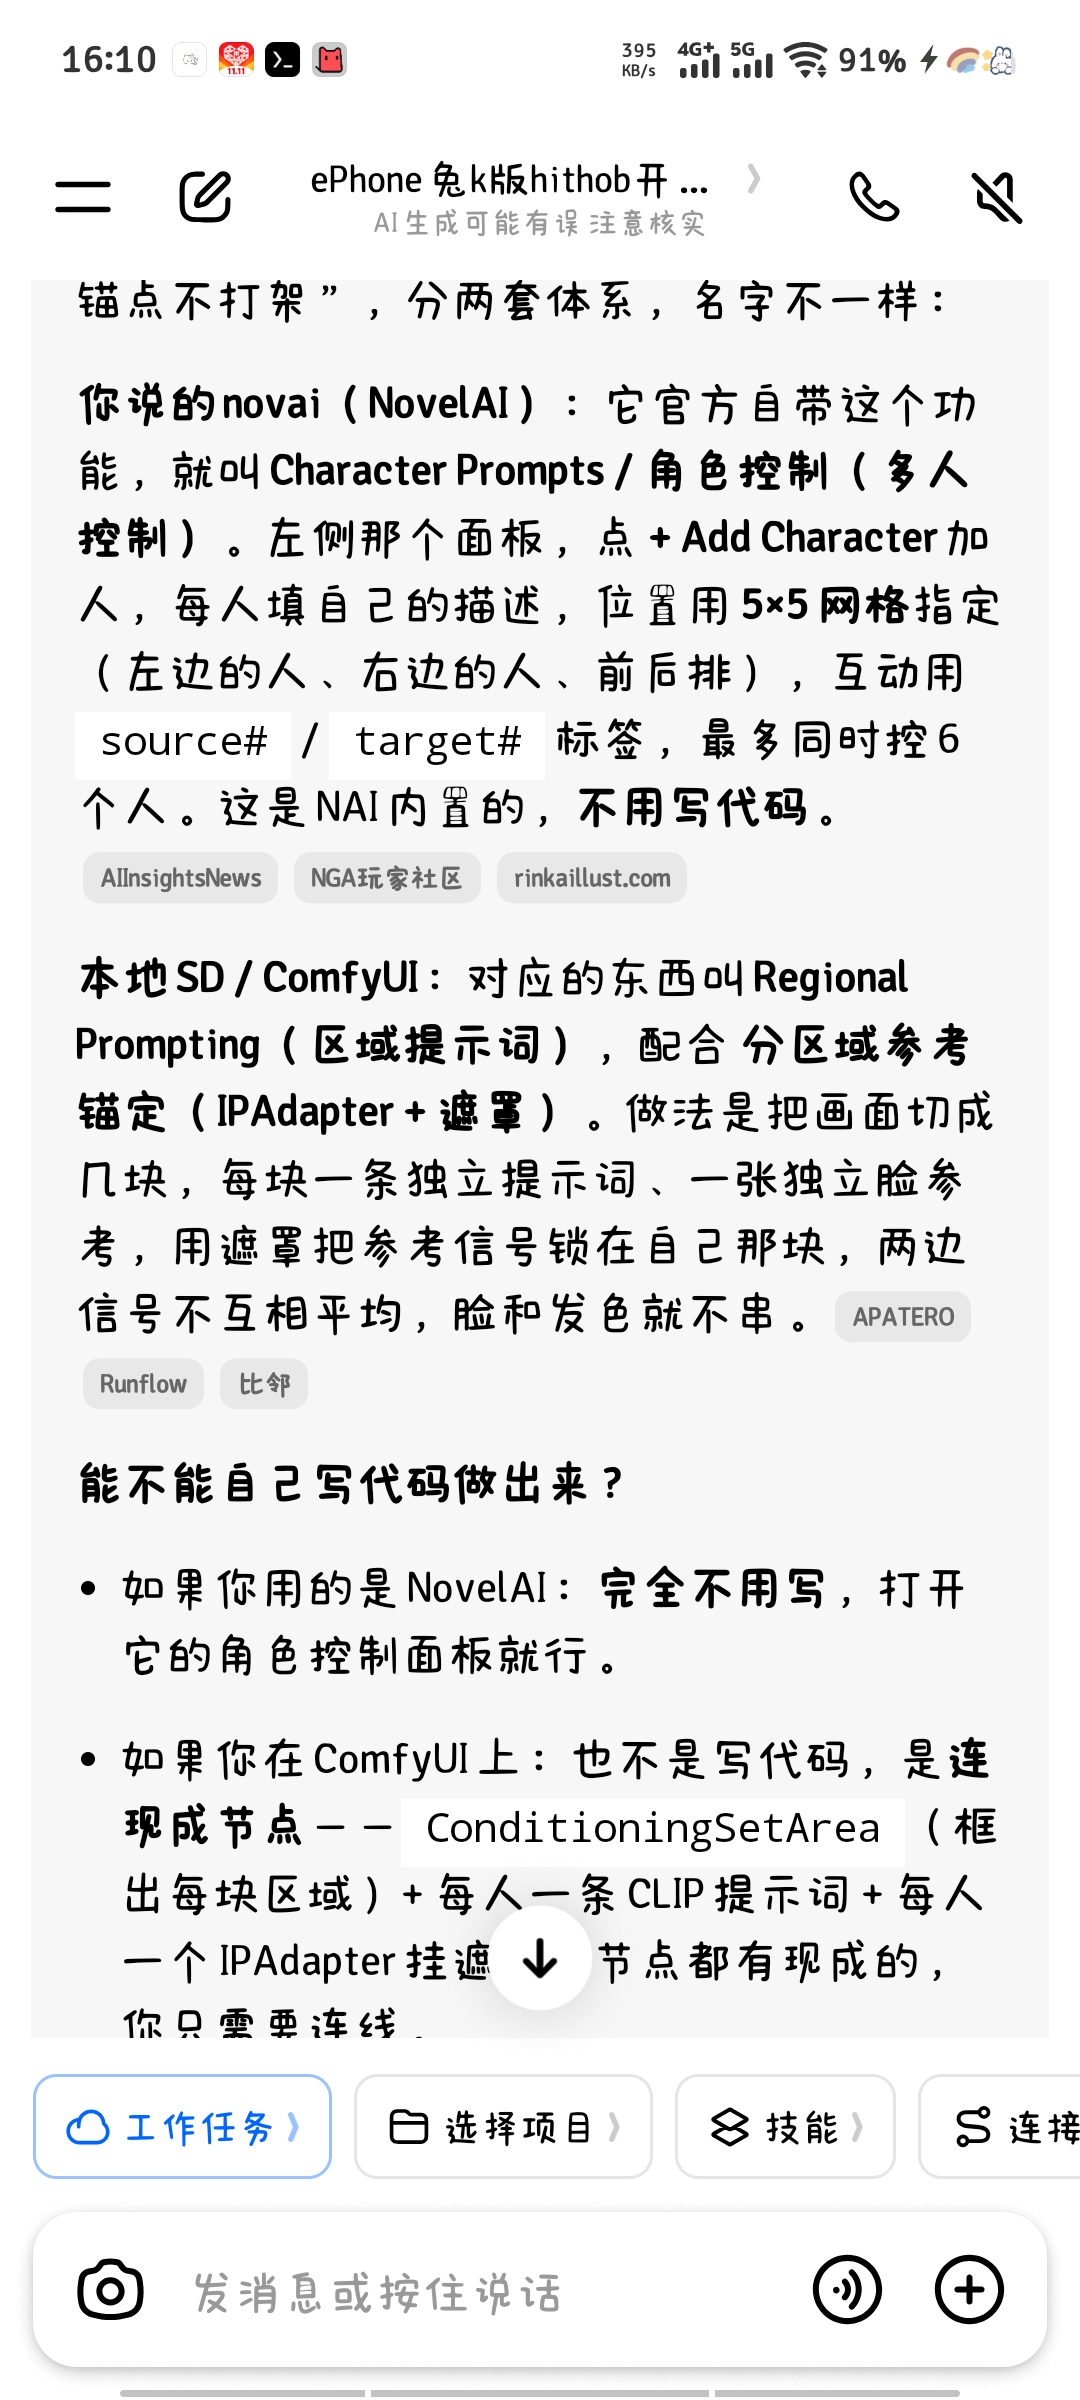 16:10
11.11
395 KB/s 4G+ 5G 91%
ePhone 兔k版hithob开 ...
AI生成可能有误 注意核实
锚点不打架”，分两套体系，名字不一样：
你说的novai（NovelAI）：它官方自带这个功
能，就叫Character Prompts / 角色控制（多人
控制）。左侧那个面板，点 + Add Character加
人，每人填自己的描述，位置用 5×5 网格指定
（左边的人、右边的人、前后排），互动用
source# / target# 标签，最多同时控6
个人。这是NAI内置的，不用写代码。
AIInsightsNews NGA玩家社区 rinkaillust.com
本地SD / ComfyUI：对应的东西叫Regional
Prompting（区域提示词），配合 分区域参考
锚定（IPAdapter + 遮罩）。做法是把画面切成
几块，每块一条独立提示词、一张独立脸参
考，用遮罩把参考信号锁在自己那块，两边
信号不互相平均，脸和发色就不串。 APATERO
Runflow 比邻
能不能自己写代码做出来？
• 如果你用的是NovelAI：完全不用写，打开
它的角色控制面板就行。
• 如果你在ComfyUI上：也不是写代码，是连
现成节点—— ConditioningSetArea （框
出每块区域）+ 每人一条CLIP提示词 + 每人
一个IPAdapter挂遮 节点都有现成的，
你只需要连线。
工作任务 选择项目 技能 连接
发消息或按住说话